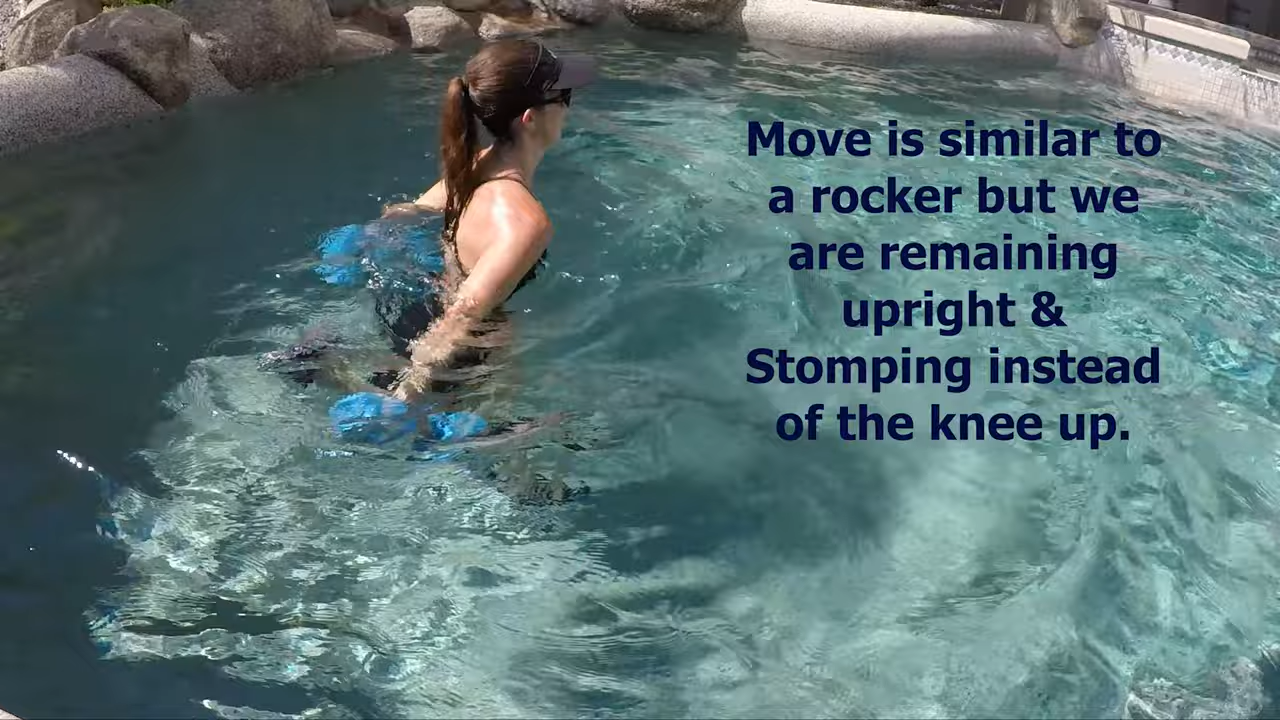 Move is similar to
a rocker but we
are remaining
upright &
Stomping instead
of the knee up.